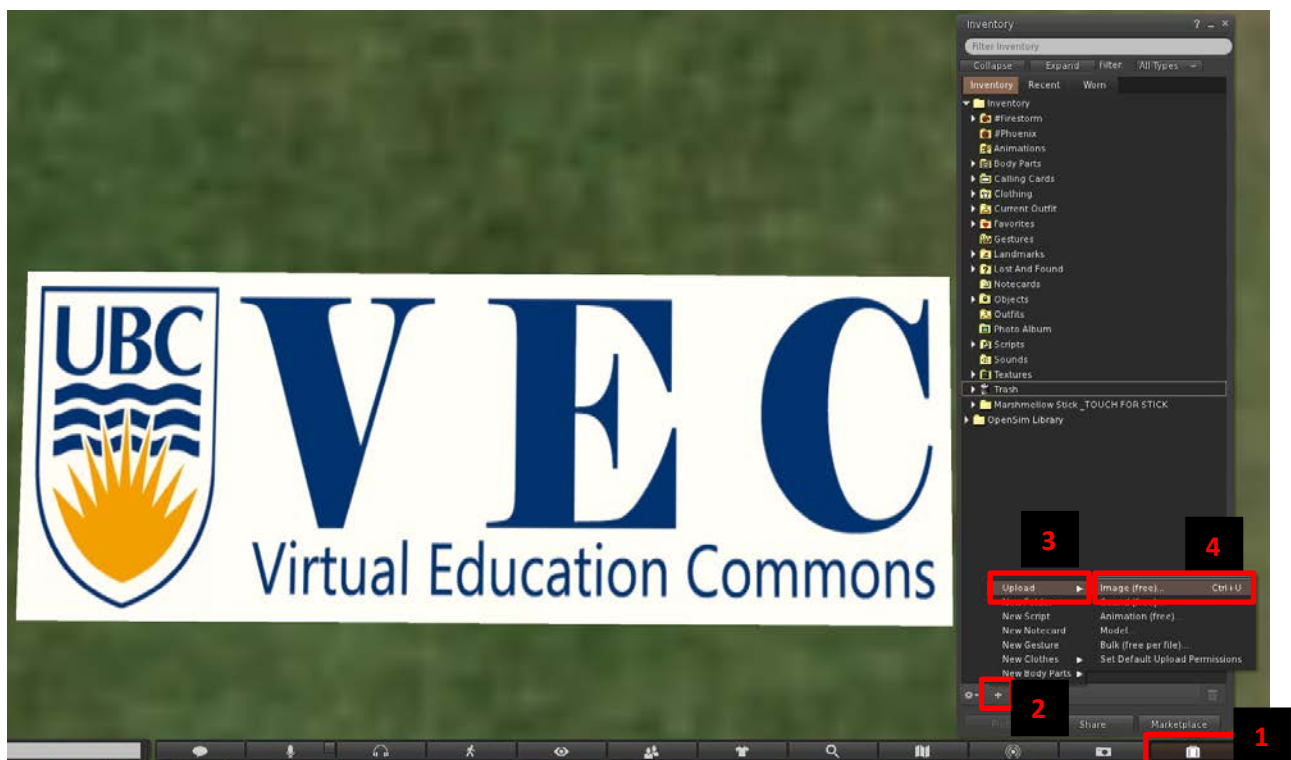 Inventory ? _ ×
Filter Inventory
Collapse Expand Filter: All Types
Inventory Recent Worn
Inventory
#Firestorm
#Phoenix
Animations
Body Parts
Calling Cards
Clothing
Current Outfit
Favorites
Gestures
Landmarks
Lost And Found
Notecards
Objects
Outfits
Photo Album
Scripts
Sounds
Textures
Trash
Marshmellow Stick _TOUCH FOR STICK
OpenSim Library
UBC
VEC
Virtual Education Commons
3
4
Upload
Image (free)... Ctrl+U
New Script
Animation (free)...
New Notecard
Model...
New Gesture
Bulk (free per file)...
New Clothes
Set Default Upload Permissions
New Body Parts
+
2
Share
Marketplace
1